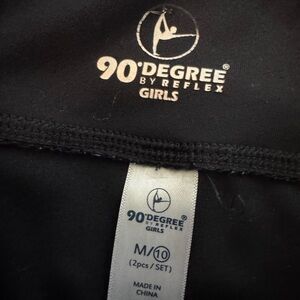 90°DEGREE®
BY REFLEX
GIRLS
90°DEGREE®
BY REFLEX
GIRLS
M/⑩
(2pcs / SET)
MADE IN
CHINA